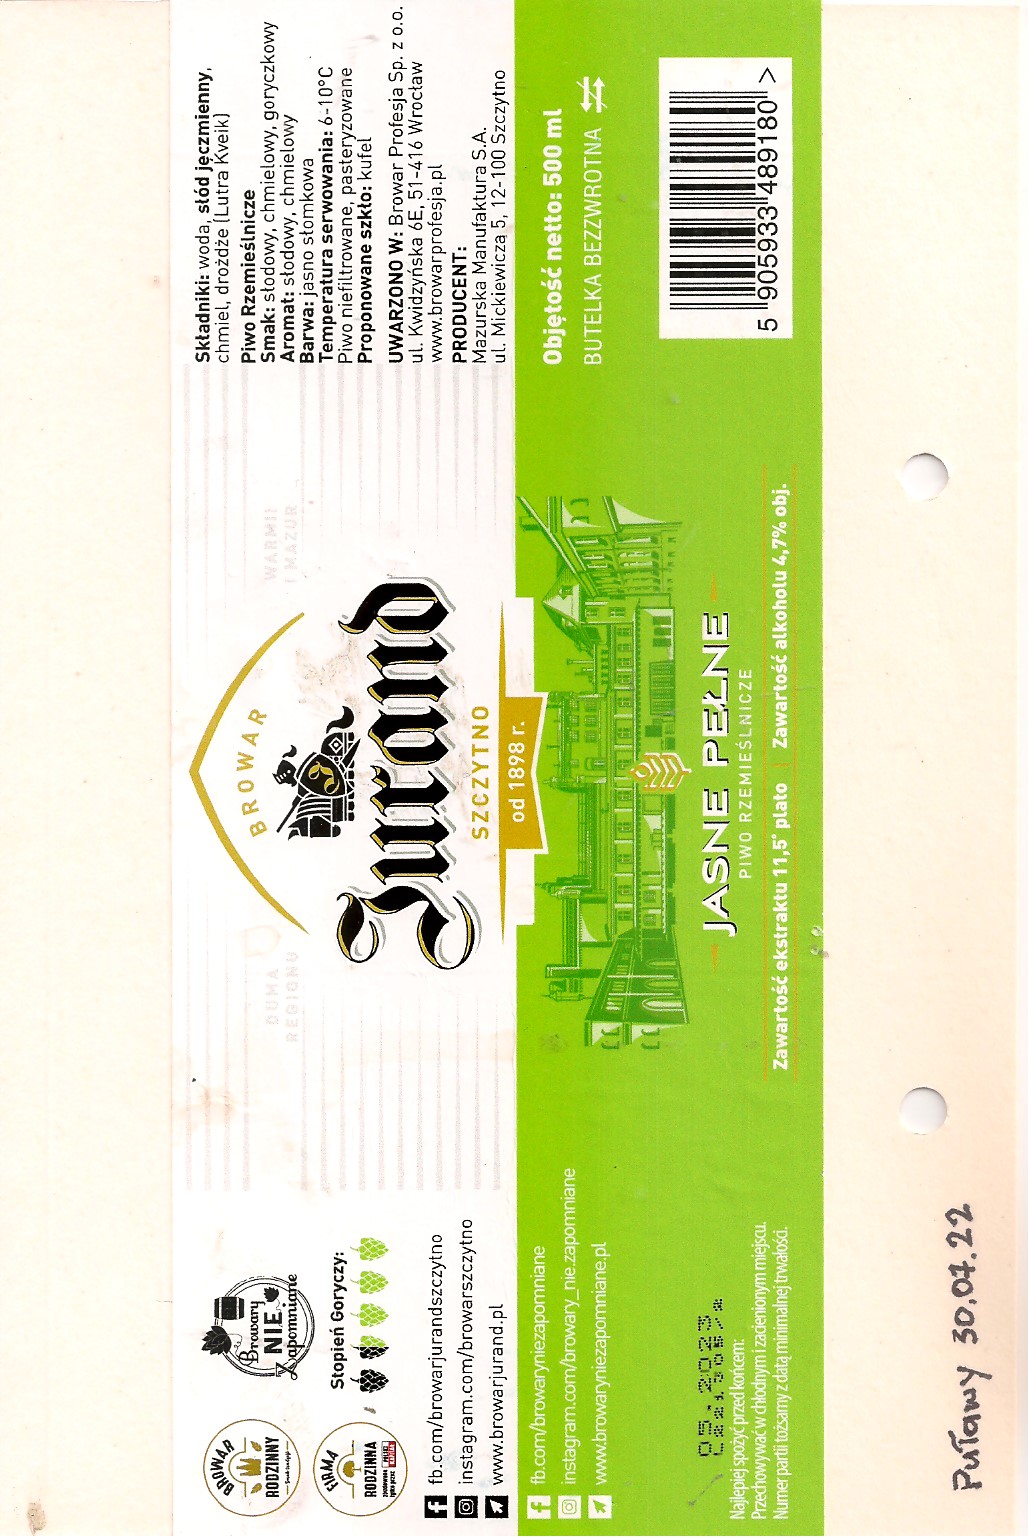 BROWAR
RODZINNY
FIRMA
RODZINNA
Browary
NIE
Zapomniane
Stopień Goryczy:
fb.com/browarjurandszczytno
instagram.com/browarszczytno
www.browarjurand.pl
fb.com/browaryniezapomniane
instagram.com/browary_nie.zapomniane
www.browaryniezapomniane.pl
03.2023
Najlepiej spożyć przed końcem:
Przechowywać w chłodnym i zacienionym miejscu.
Numer partii tożsamy z datą minimalnej trwałości.
DUMA
REGIONU
WARMII
I MAZUR
BROWAR
Jurand
SZCZYTNO
od 1898 r.
JASNE PEŁNE
PIWO RZEMIEŚLNICZE
Zawartość ekstraktu 11,5° plato | Zawartość alkoholu 4,7% obj.
Składniki: woda, słód jęczmienny,
chmiel, drożdże (Lutra Kveik)
Piwo Rzemieślnicze
Smak: słodowy, chmielowy, goryczkowy
Aromat: słodowy, chmielowy
Barwa: jasno słomkowa
Temperatura serwowania: 6-10°C
Piwo niefiltrowane, pasteryzowane
Proponowane szkło: kufel
UWARZONO W: Browar Profesja Sp. z o.o.
ul. Kwidzyńska 6E, 51-416 Wrocław
www.browarprofesja.pl
PRODUCENT:
Mazurska Manufaktura S.A.
ul. Mickiewicza 5, 12-100 Szczytno
Objętość netto: 500 ml
BUTELKA BEZZWROTNA
5 905933 489180 >
Puławy 30.07.22